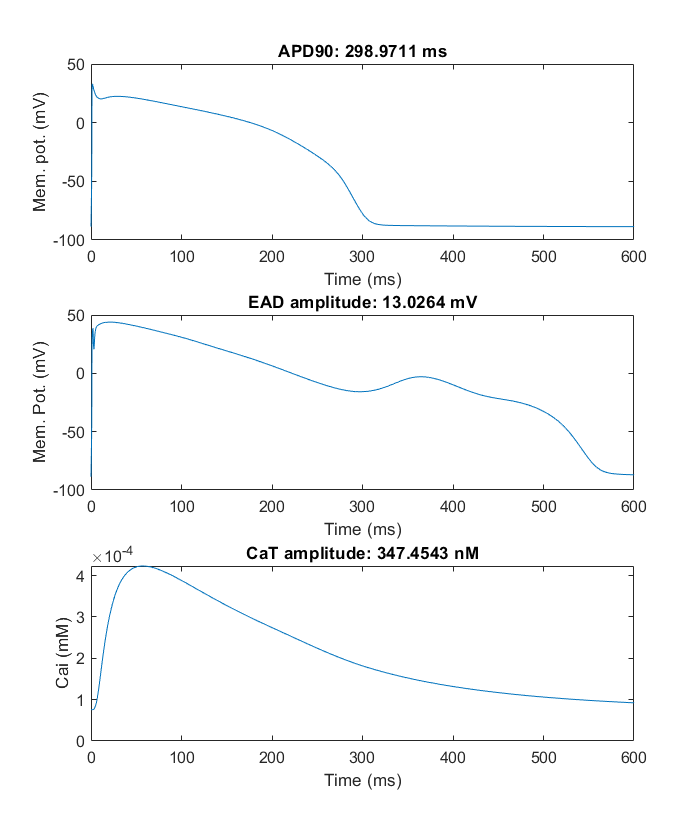 APD90: 298.9711 ms
50
0
-50
-100
Mem. pot. (mV)
0 100 200 300 400 500 600
Time (ms)
EAD amplitude: 13.0264 mV
50
0
-50
-100
Mem. Pot. (mV)
0 100 200 300 400 500 600
Time (ms)
CaT amplitude: 347.4543 nM
×10-4
4
3
2
1
0
Cai (mM)
0 100 200 300 400 500 600
Time (ms)